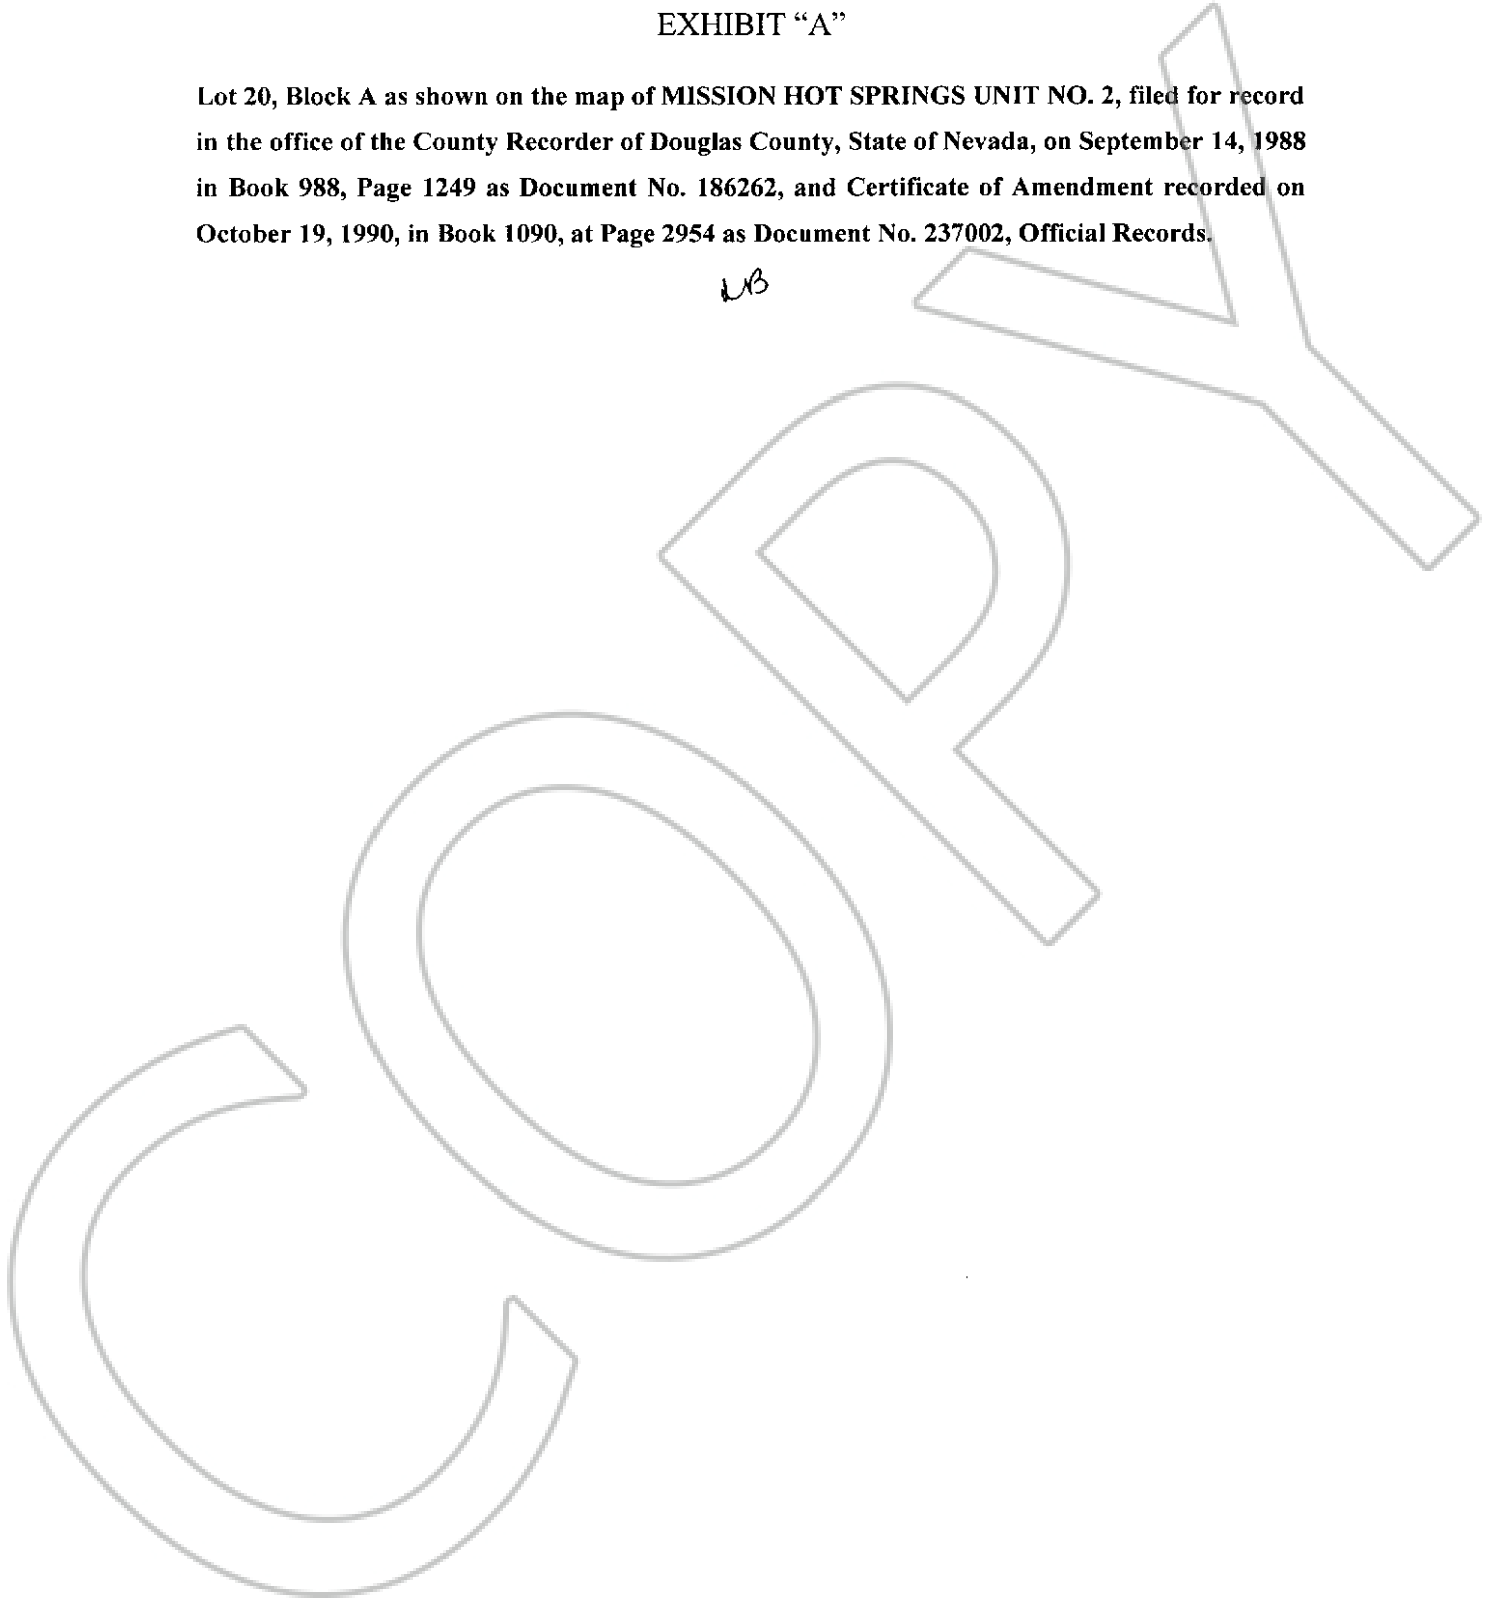 EXHIBIT “A”
Lot 20, Block A as shown on the map of MISSION HOT SPRINGS UNIT NO. 2, filed for record
in the office of the County Recorder of Douglas County, State of Nevada, on September 14, 1988
in Book 988, Page 1249 as Document No. 186262, and Certificate of Amendment recorded on
October 19, 1990, in Book 1090, at Page 2954 as Document No. 237002, Official Records.
COPY